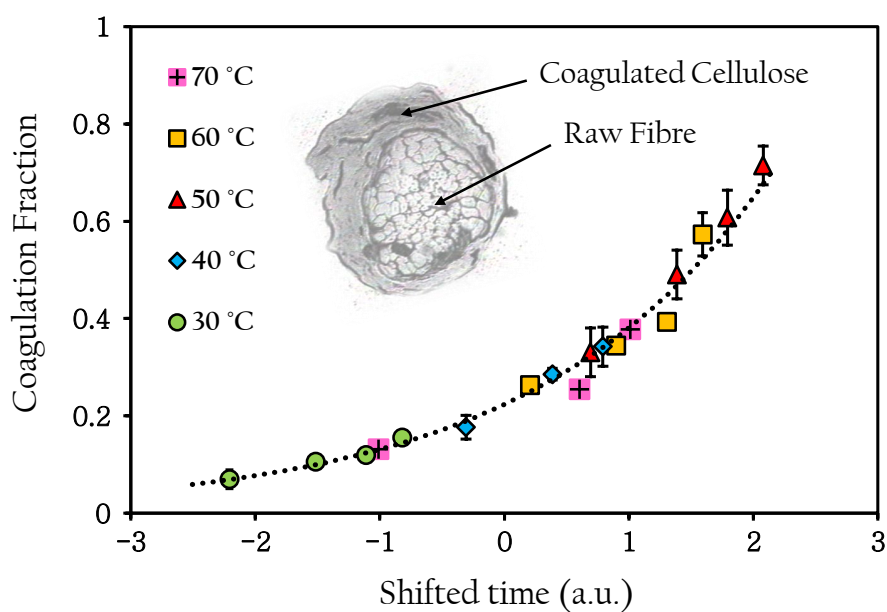 Coagulation Fraction
1
0.8
0.6
0.4
0.2
0
70 °C
60 °C
50 °C
40 °C
30 °C
Coagulated Cellulose
Raw Fibre
−3 −2 −1 0 1 2 3
Shifted time (a.u.)